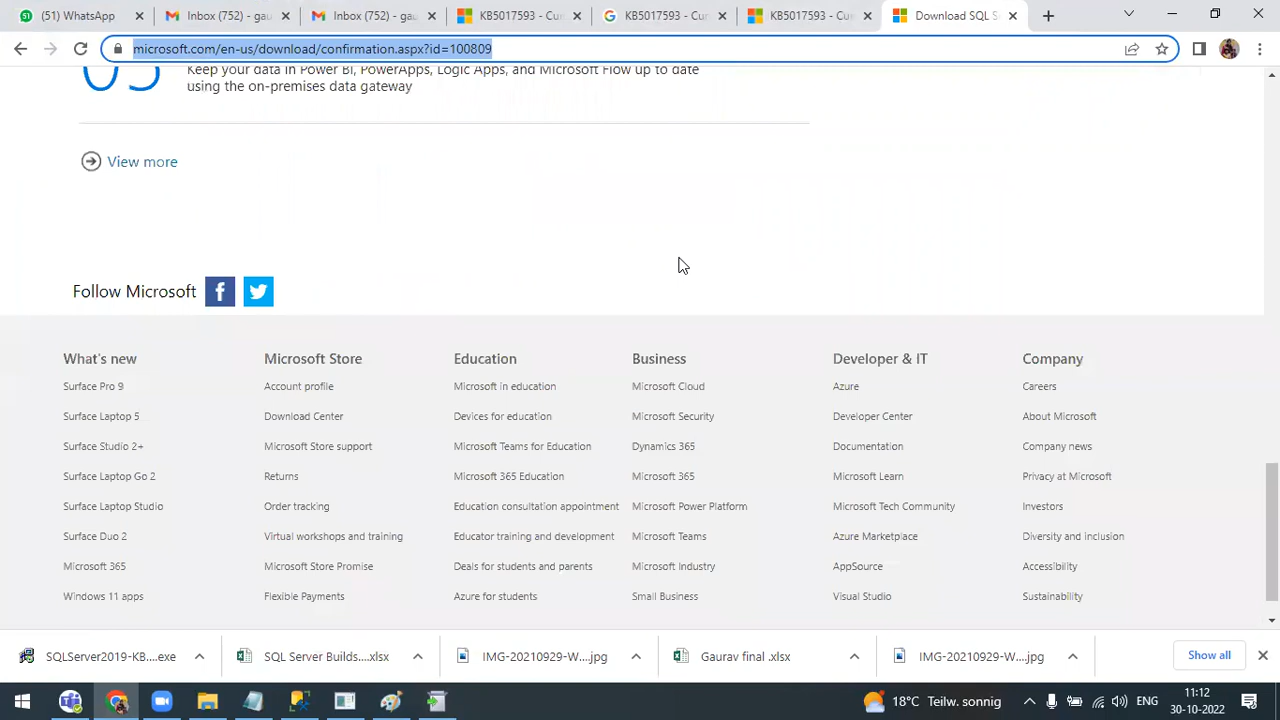 (51) WhatsApp
Inbox (752) - gau
Inbox (752) - gau
KB5017593 - Cur
KB5017593 - Cum
KB5017593 - Cur
Download SQL S
microsoft.com/en-us/download/confirmation.aspx?id=100809
03 Keep your data in Power BI, PowerApps, Logic Apps, and Microsoft Flow up to date
using the on-premises data gateway
View more
Follow Microsoft
What's new
Surface Pro 9
Surface Laptop 5
Surface Studio 2+
Surface Laptop Go 2
Surface Laptop Studio
Surface Duo 2
Microsoft 365
Windows 11 apps
Microsoft Store
Account profile
Download Center
Microsoft Store support
Returns
Order tracking
Virtual workshops and training
Microsoft Store Promise
Flexible Payments
Education
Microsoft in education
Devices for education
Microsoft Teams for Education
Microsoft 365 Education
Education consultation appointment
Educator training and development
Deals for students and parents
Azure for students
Business
Microsoft Cloud
Microsoft Security
Dynamics 365
Microsoft 365
Microsoft Power Platform
Microsoft Teams
Microsoft Industry
Small Business
Developer & IT
Azure
Developer Center
Documentation
Microsoft Learn
Microsoft Tech Community
Azure Marketplace
AppSource
Visual Studio
Company
Careers
About Microsoft
Company news
Privacy at Microsoft
Investors
Diversity and inclusion
Accessibility
Sustainability
SQLServer2019-KB....exe
SQL Server Builds...xlsx
IMG-20210929-W...jpg
Gaurav final .xlsx
IMG-20210929-W...jpg
Show all
18°C Teilw. sonnig
ENG
11:12
30-10-2022